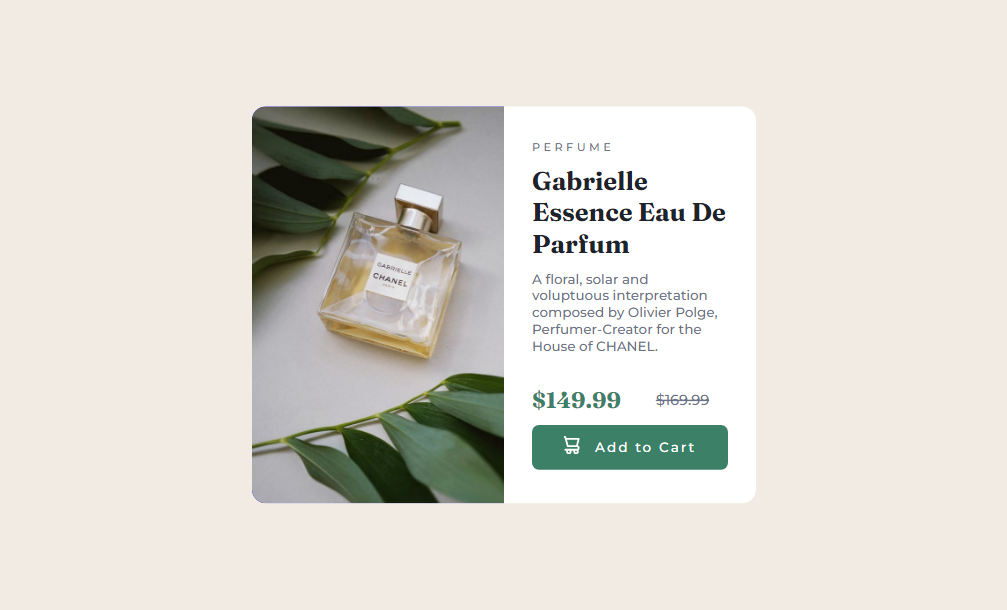 GABRIELLE
CHANEL
PARIS
PERFUME
Gabrielle
Essence Eau De
Parfum
A floral, solar and
voluptuous interpretation
composed by Olivier Polge,
Perfumer-Creator for the
House of CHANEL.
$149.99 $169.99
Add to Cart